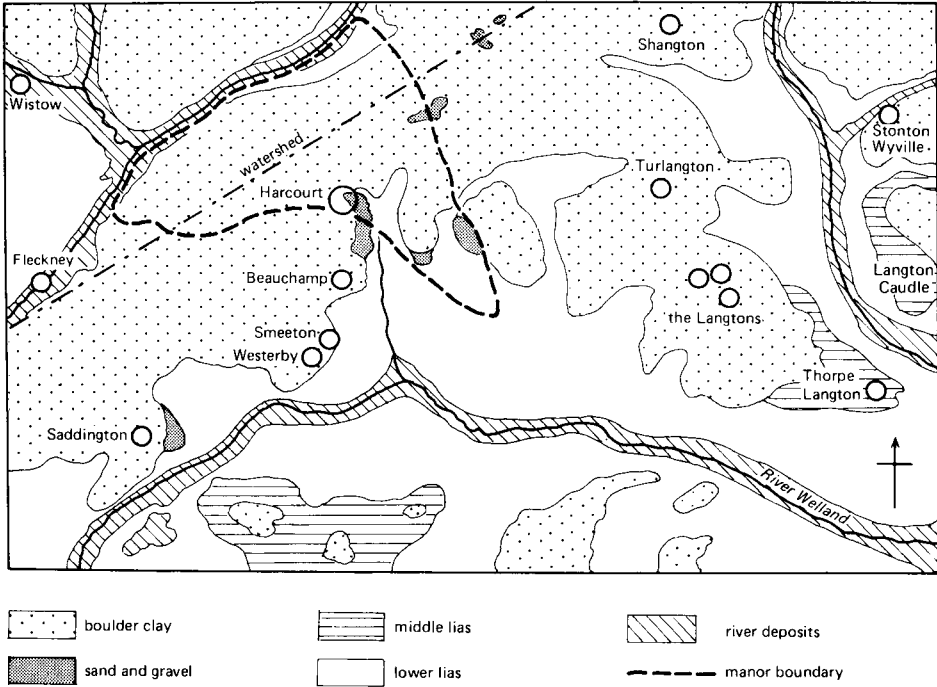 Shangton
Wistow
Stonton
Wyville
watershed
Turlangton
Harcourt
Fleckney
Beauchamp
Langton
Caudle
the Langtons
Smeeton
Westerby
Thorpe
Langton
Saddington
River Welland
boulder clay
middle lias
river deposits
sand and gravel
lower lias
manor boundary